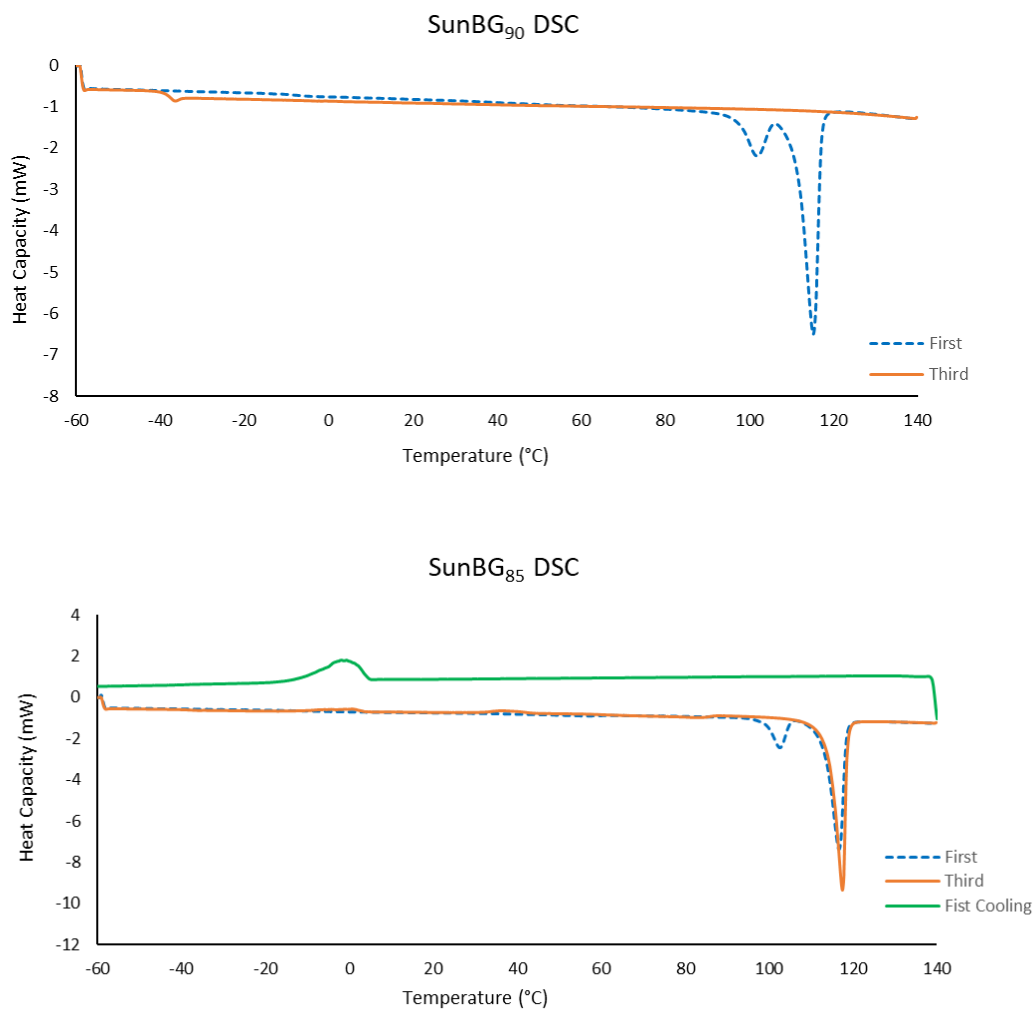 SunBG90 DSC
0
-1
-2
-3
-4
-5
-6
-7
-8
Heat Capacity (mW)
First
Third
-60 -40 -20 0 20 40 60 80 100 120 140
Temperature (°C)
SunBG85 DSC
4
2
0
-2
-4
-6
-8
-10
-12
Heat Capacity (mW)
First
Third
Fist Cooling
-60 -40 -20 0 20 40 60 80 100 120 140
Temperature (°C)